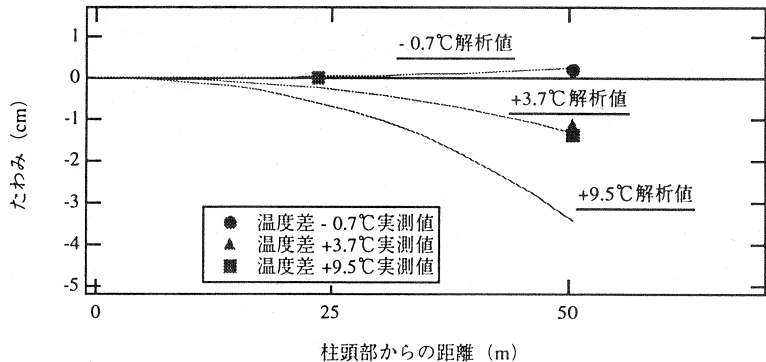 1
0
-1
-2
-3
-4
-5
たわみ (cm)
- 0.7℃解析値
+3.7℃解析値
+9.5℃解析値
温度差 - 0.7℃実測値
温度差 +3.7℃実測値
温度差 +9.5℃実測値
0 25 50
柱頭部からの距離 (m)